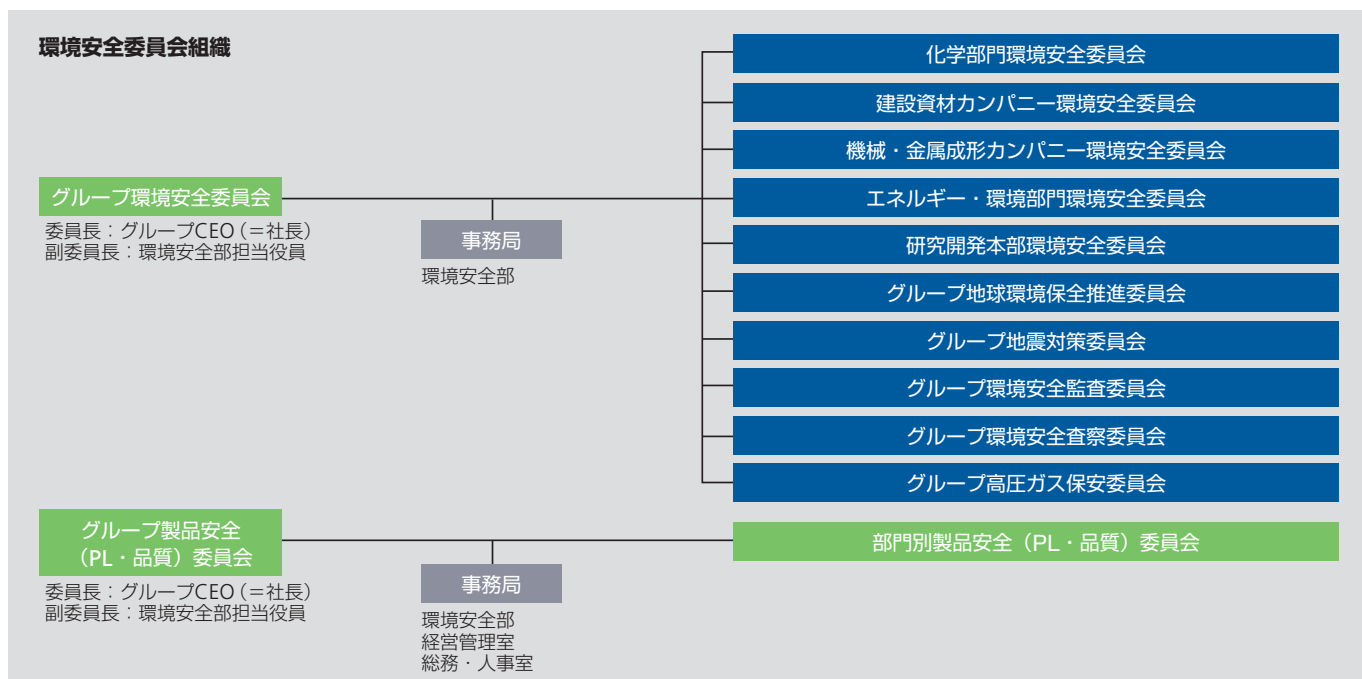 環境安全委員会組織
グループ環境安全委員会
委員長：グループCEO（＝社長）
副委員長：環境安全部担当役員
事務局
環境安全部
化学部門環境安全委員会
建設資材カンパニー環境安全委員会
機械・金属成形カンパニー環境安全委員会
エネルギー・環境部門環境安全委員会
研究開発本部環境安全委員会
グループ地球環境保全推進委員会
グループ地震対策委員会
グループ環境安全監査委員会
グループ環境安全査察委員会
グループ高圧ガス保安委員会
グループ製品安全
（PL・品質）委員会
委員長：グループCEO（＝社長）
副委員長：環境安全部担当役員
事務局
環境安全部
経営管理室
総務・人事室
部門別製品安全（PL・品質）委員会